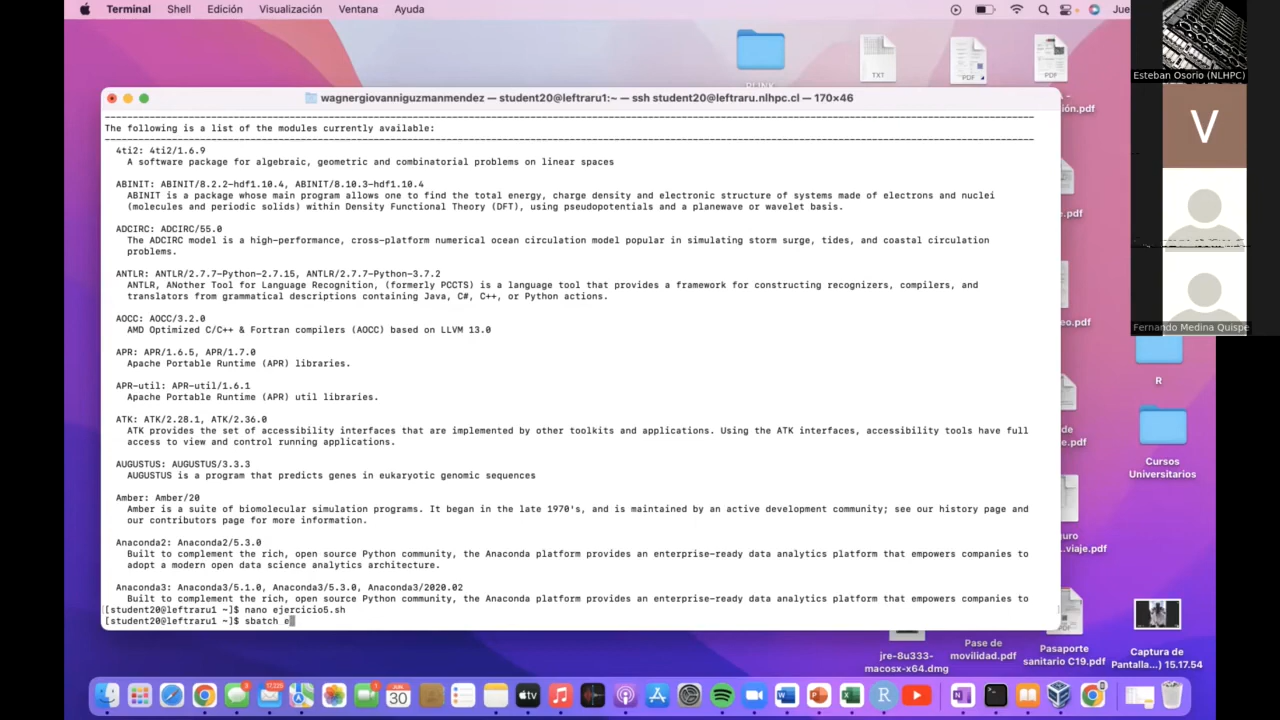 Terminal Shell Edición Visualización Ventana Ayuda
Jue
wagnergiovanniguzmanmendez — student20@leftraru1:~ — ssh student20@leftraru.nlhpc.cl — 170×46
The following is a list of the modules currently available:
4ti2: 4ti2/1.6.9
A software package for algebraic, geometric and combinatorial problems on linear spaces
ABINIT: ABINIT/8.2.2-hdf1.10.4, ABINIT/8.10.3-hdf1.10.4
ABINIT is a package whose main program allows one to find the total energy, charge density and electronic structure of systems made of electrons and nuclei
(molecules and periodic solids) within Density Functional Theory (DFT), using pseudopotentials and a planewave or wavelet basis.
ADCIRC: ADCIRC/55.0
The ADCIRC model is a high-performance, cross-platform numerical ocean circulation model popular in simulating storm surge, tides, and coastal circulation
problems.
ANTLR: ANTLR/2.7.7-Python-2.7.15, ANTLR/2.7.7-Python-3.7.2
ANTLR, ANother Tool for Language Recognition, (formerly PCCTS) is a language tool that provides a framework for constructing recognizers, compilers, and
translators from grammatical descriptions containing Java, C#, C++, or Python actions.
AOCC: AOCC/3.2.0
AMD Optimized C/C++ & Fortran compilers (AOCC) based on LLVM 13.0
APR: APR/1.6.5, APR/1.7.0
Apache Portable Runtime (APR) libraries.
APR-util: APR-util/1.6.1
Apache Portable Runtime (APR) util libraries.
ATK: ATK/2.28.1, ATK/2.36.0
ATK provides the set of accessibility interfaces that are implemented by other toolkits and applications. Using the ATK interfaces, accessibility tools have full
access to view and control running applications.
AUGUSTUS: AUGUSTUS/3.3.3
AUGUSTUS is a program that predicts genes in eukaryotic genomic sequences
Amber: Amber/20
Amber is a suite of biomolecular simulation programs. It began in the late 1970's, and is maintained by an active development community; see our history page and
our contributors page for more information.
Anaconda2: Anaconda2/5.3.0
Built to complement the rich, open source Python community, the Anaconda platform provides an enterprise-ready data analytics platform that empowers companies to
adopt a modern open data science analytics architecture.
Anaconda3: Anaconda3/5.1.0, Anaconda3/5.3.0, Anaconda3/2020.02
Built to complement the rich, open source Python community, the Anaconda platform provides an enterprise-ready data analytics platform that empowers companies to
[student20@leftraru1 ~]$ nano ejercicio5.sh
[student20@leftraru1 ~]$ sbatch e
TXT
PDF
PDF
ión.pdf
e.pdf
eo.pdf
de
e.pdf
uro
.viaje.pdf
Esteban Osorio (NLHPC)
V
Fernando Medina Quispe
R
Cursos
Universitarios
jre-8u333-
macosx-x64.dmg
Pase de
movilidad.pdf
Pasaporte
sanitario C19.pdf
Captura de
Pantalla...) 15.17.54
JUN
30
tv
W
P
X
R
N